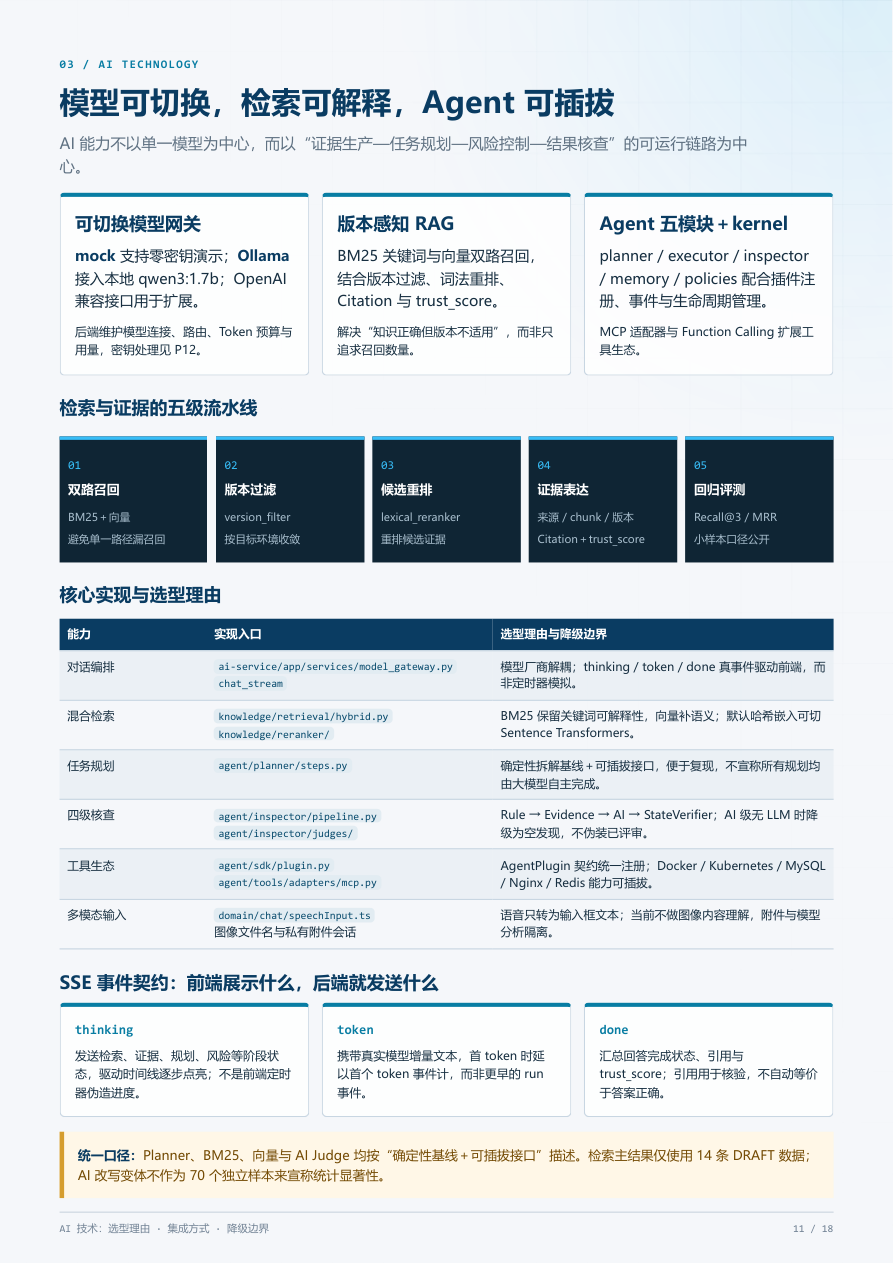 03 / AI TECHNOLOGY
模型可切换，检索可解释，Agent 可插拔
AI 能力不以单一模型为中心，而以“证据生产—任务规划—风险控制—结果核查”的可运行链路为中
心。
可切换模型网关
mock 支持零密钥演示；Ollama
接入本地 qwen3:1.7b；OpenAI
兼容接口用于扩展。
后端维护模型连接、路由、Token 预算与
用量，密钥处理见 P12。
版本感知 RAG
BM25 关键词与向量双路召回，
结合版本过滤、词法重排、
Citation 与 trust_score。
解决“知识正确但版本不适用”，而非只
追求召回数量。
Agent 五模块 + kernel
planner / executor / inspector
/ memory / policies 配合插件注
册、事件与生命周期管理。
MCP 适配器与 Function Calling 扩展工
具生态。
检索与证据的五级流水线
01
双路召回
BM25 + 向量
避免单一路径漏召回
02
版本过滤
version_filter
按目标环境收敛
03
候选重排
lexical_reranker
重排候选证据
04
证据表达
来源 / chunk / 版本
Citation + trust_score
05
回归评测
Recall@3 / MRR
小样本口径公开
核心实现与选型理由
能力 实现入口 选型理由与降级边界
对话编排
ai-service/app/services/model_gateway.py
chat_stream
模型厂商解耦；thinking / token / done 真事件驱动前端，而
非定时器模拟。
混合检索
knowledge/retrieval/hybrid.py
knowledge/reranker/
BM25 保留关键词可解释性，向量补语义；默认哈希嵌入可切
Sentence Transformers。
任务规划
agent/planner/steps.py
确定性拆解基线 + 可插拔接口，便于复现，不宣称所有规划均
由大模型自主完成。
四级核查
agent/inspector/pipeline.py
agent/inspector/judges/
Rule → Evidence → AI → StateVerifier；AI 级无 LLM 时降
级为空发现，不伪装已评审。
工具生态
agent/sdk/plugin.py
agent/tools/adapters/mcp.py
AgentPlugin 契约统一注册；Docker / Kubernetes / MySQL
/ Nginx / Redis 能力可插拔。
多模态输入
domain/chat/speechInput.ts
图像文件名与私有附件会话
语音只转为输入框文本；当前不做图像内容理解，附件与模型
分析隔离。
SSE 事件契约：前端展示什么，后端就发送什么
thinking
发送检索、证据、规划、风险等阶段状
态，驱动时间线逐步点亮；不是前端定时
器伪造进度。
token
携带真实模型增量文本，首 token 时延
以首个 token 事件计，而非更早的 run
事件。
done
汇总回答完成状态、引用与
trust_score；引用用于核验，不自动等价
于答案正确。
统一口径：Planner、BM25、向量与 AI Judge 均按“确定性基线 + 可插拔接口”描述。检索主结果仅使用 14 条 DRAFT 数据；
AI 改写变体不作为 70 个独立样本来宣称统计显著性。
AI 技术：选型理由 · 集成方式 · 降级边界
11 / 18